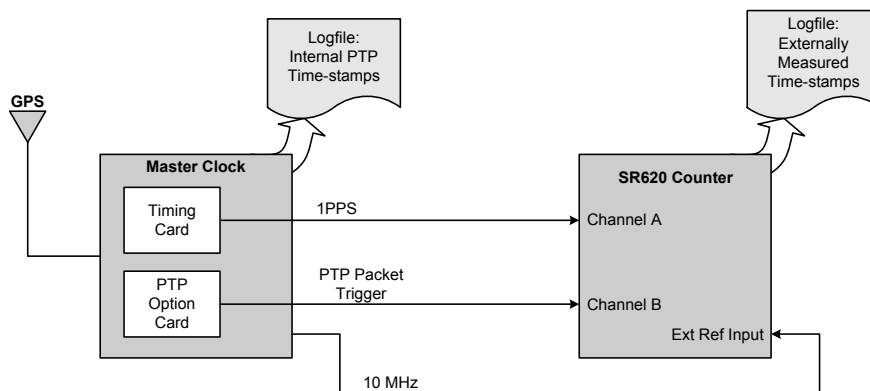 Logfile:
Internal PTP
Time-stamps
Logfile:
Externally
Measured
Time-stamps
GPS
Master Clock
SR620 Counter
Timing
Card
1PPS
Channel A
PTP
Option
Card
PTP Packet
Trigger
Channel B
Ext Ref Input
10 MHz